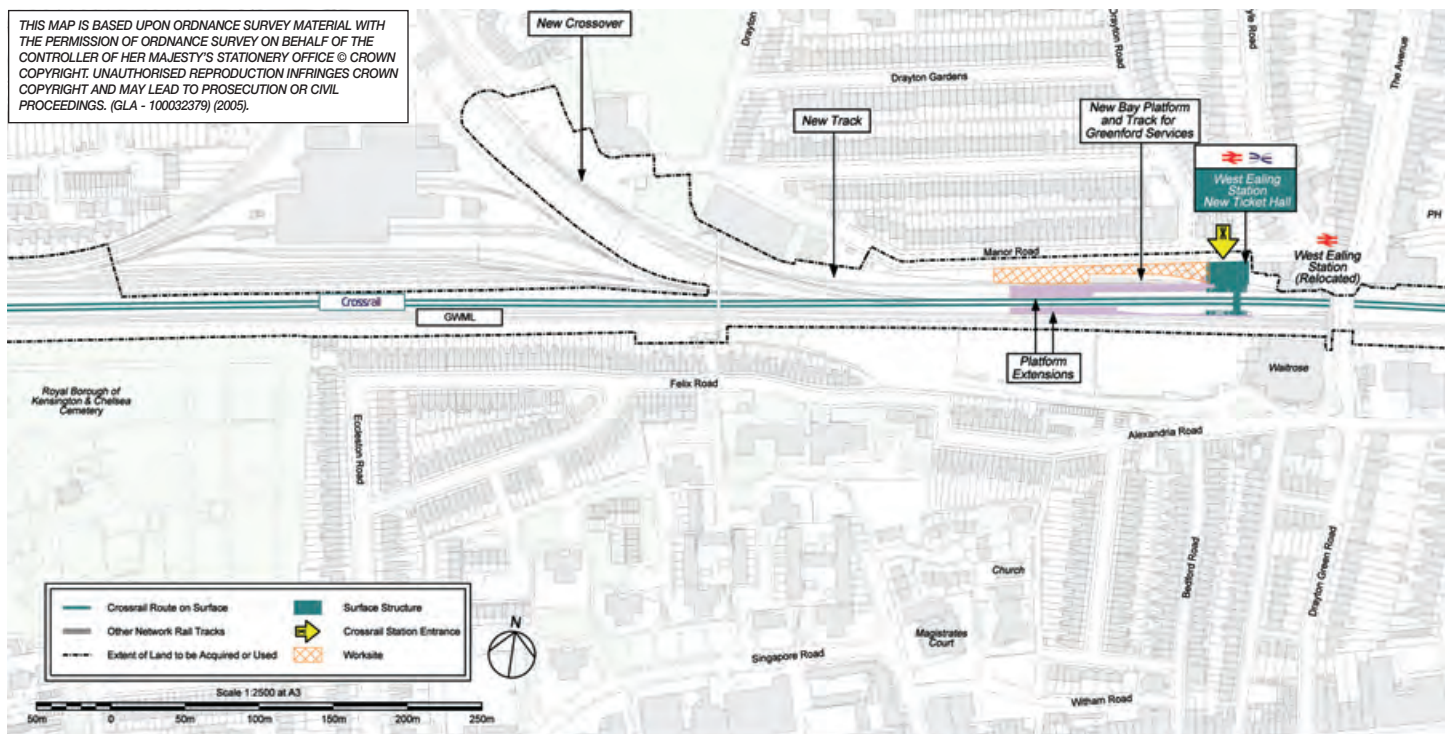 THIS MAP IS BASED UPON ORDNANCE SURVEY MATERIAL WITH
THE PERMISSION OF ORDNANCE SURVEY ON BEHALF OF THE
CONTROLLER OF HER MAJESTY'S STATIONERY OFFICE © CROWN
COPYRIGHT. UNAUTHORISED REPRODUCTION INFRINGES CROWN
COPYRIGHT AND MAY LEAD TO PROSECUTION OR CIVIL
PROCEEDINGS. (GLA - 100032379) (2005).
New Crossover
Drayton
Drayton Road
yle Road
The Avenue
Drayton Gardens
New Track
New Bay Platform
and Track for
Greenford Services
West Ealing
Station
New Ticket Hall
PH
Manor Road
West Ealing
Station
(Relocated)
Crossrail
GWML
Platform
Extensions
Waitrose
Royal Borough of
Kensington & Chelsea
Cemetery
Felix Road
Eccleston Road
Alexandria Road
Church
Bedford Road
Drayton Green Road
Magistrates
Court
Singapore Road
Witham Road
Crossrail Route on Surface
Surface Structure
Other Network Rail Tracks
Crossrail Station Entrance
Extent of Land to be Acquired or Used
Worksite
N
Scale 1:2500 at A3
50m 0 50m 100m 150m 200m 250m